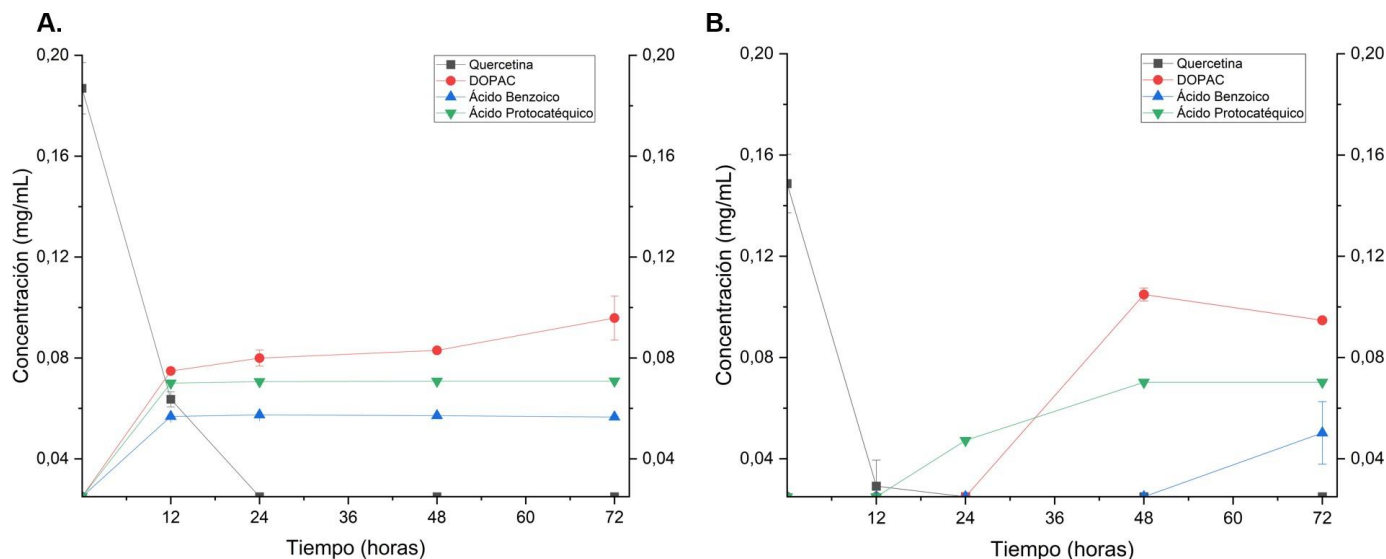 A.
0,20
0,16
0,12
0,08
0,04
0,20
0,16
0,12
0,08
0,04
Concentración (mg/mL)
Quercetina
DOPAC
Ácido Benzoico
Ácido Protocatéquico
12 24 36 48 60 72
Tiempo (horas)
B.
0,20
0,16
0,12
0,08
0,04
0,20
0,16
0,12
0,08
0,04
Concentración (mg/mL)
Quercetina
DOPAC
Ácido Benzoico
Ácido Protocatéquico
12 24 36 48 60 72
Tiempo (horas)